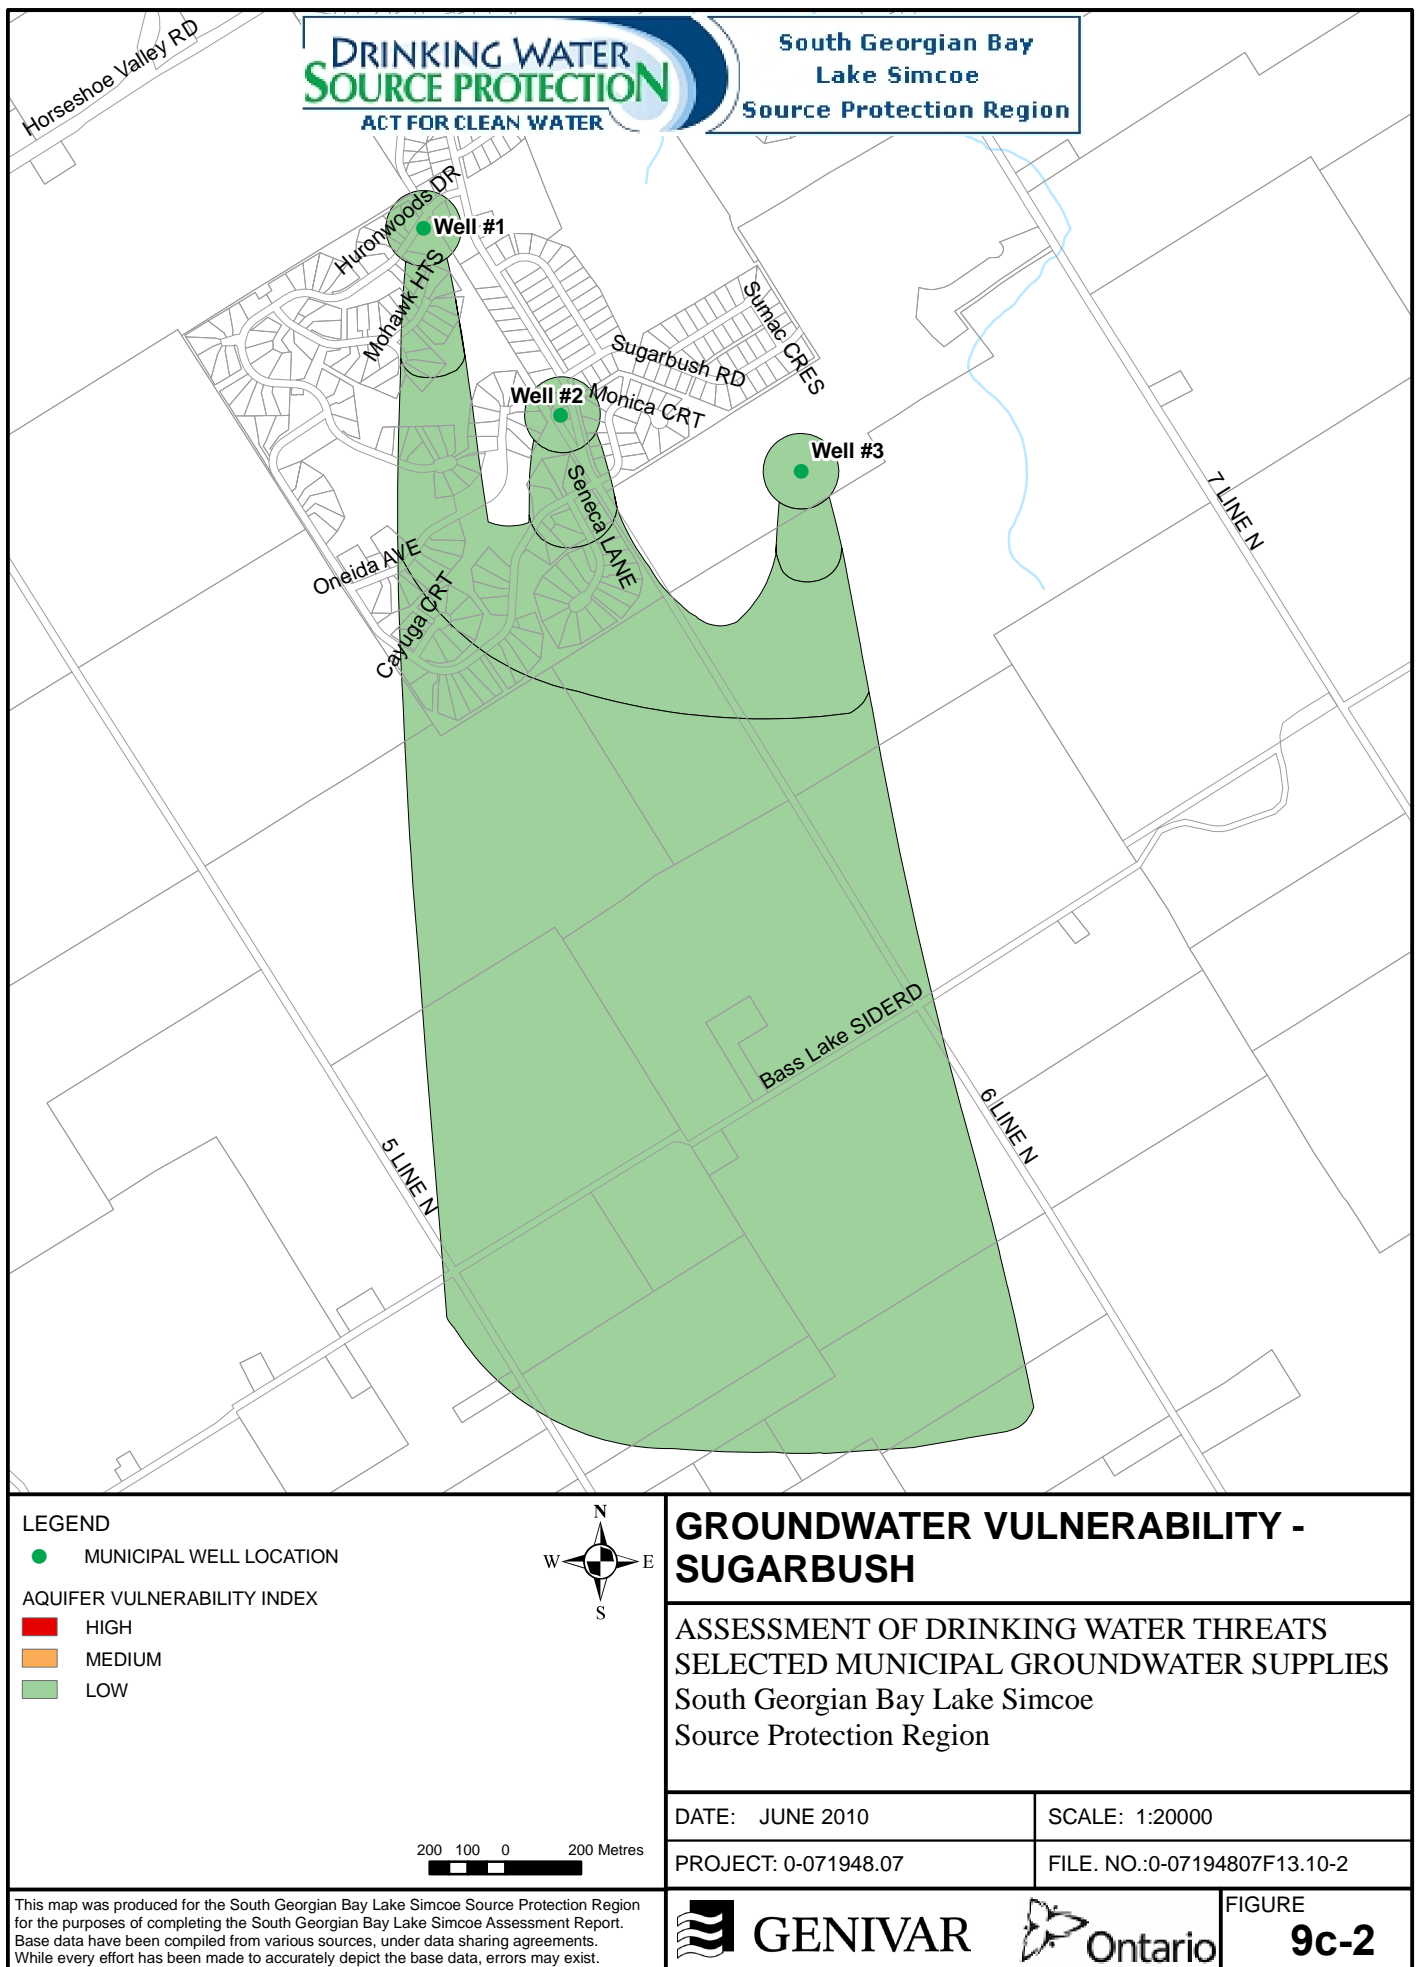 DRINKING WATER
SOURCE PROTECTION
ACT FOR CLEAN WATER
South Georgian Bay
Lake Simcoe
Source Protection Region
Horseshoe Valley RD
Huronwoods DR
Well #1
Mohawk HTS
Sumac CRES
Sugarbush RD
Well #2
Monica CRT
Well #3
Seneca LANE
7 LINE N
Oneida AVE
Cayuga CRT
Bass Lake SIDERD
6 LINE N
5 LINE N
LEGEND
MUNICIPAL WELL LOCATION
AQUIFER VULNERABILITY INDEX
HIGH
MEDIUM
LOW
N
W E
S
200 100 0 200 Metres
GROUNDWATER VULNERABILITY -
SUGARBUSH
ASSESSMENT OF DRINKING WATER THREATS
SELECTED MUNICIPAL GROUNDWATER SUPPLIES
South Georgian Bay Lake Simcoe
Source Protection Region
DATE: JUNE 2010
SCALE: 1:20000
PROJECT: 0-071948.07
FILE. NO.:0-07194807F13.10-2
This map was produced for the South Georgian Bay Lake Simcoe Source Protection Region
for the purposes of completing the South Georgian Bay Lake Simcoe Assessment Report.
Base data have been compiled from various sources, under data sharing agreements.
While every effort has been made to accurately depict the base data, errors may exist.
GENIVAR
Ontario
FIGURE
9c-2